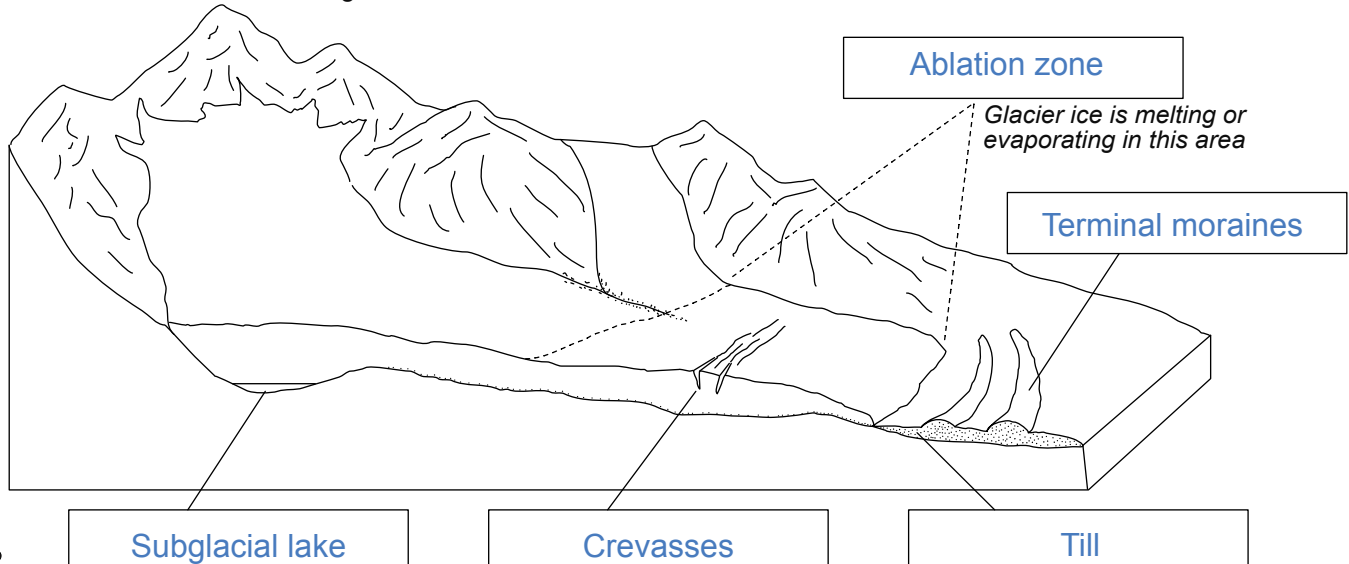 Ablation zone
Glacier ice is melting or
evaporating in this area
Terminal moraines
Subglacial lake
Crevasses
Till